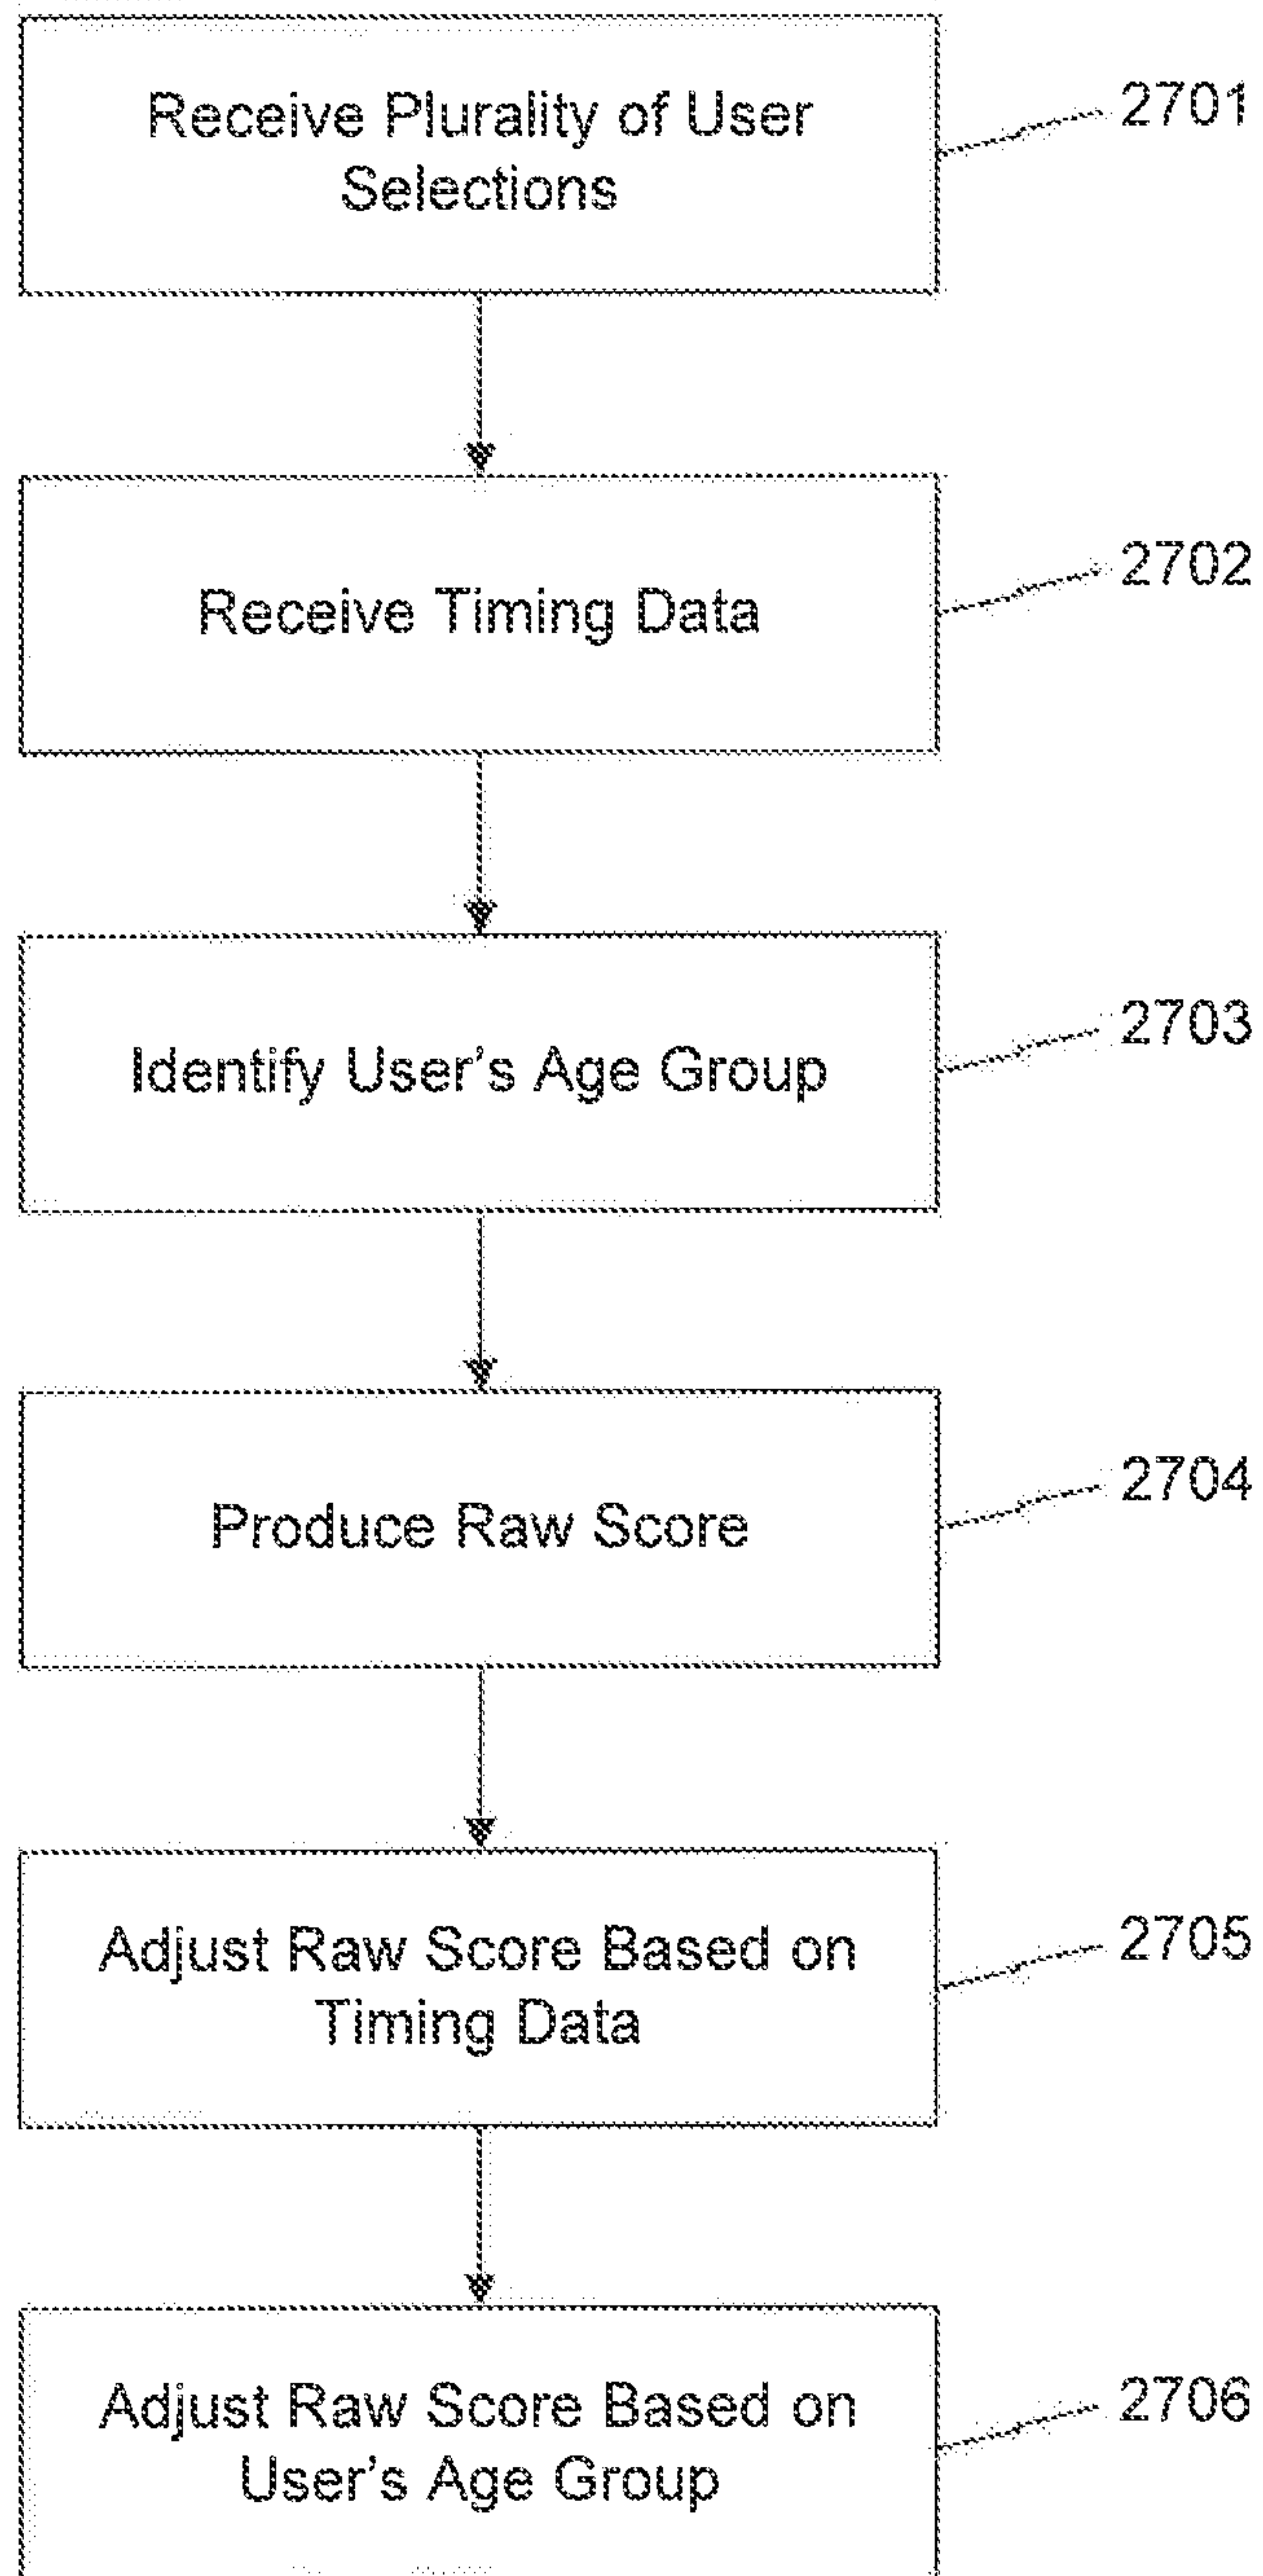 Receive Plurality of User
Selections
2701
Receive Timing Data
2702
Identify User's Age Group
2703
Produce Raw Score
2704
Adjust Raw Score Based on
Timing Data
2705
Adjust Raw Score Based on
User's Age Group
2706